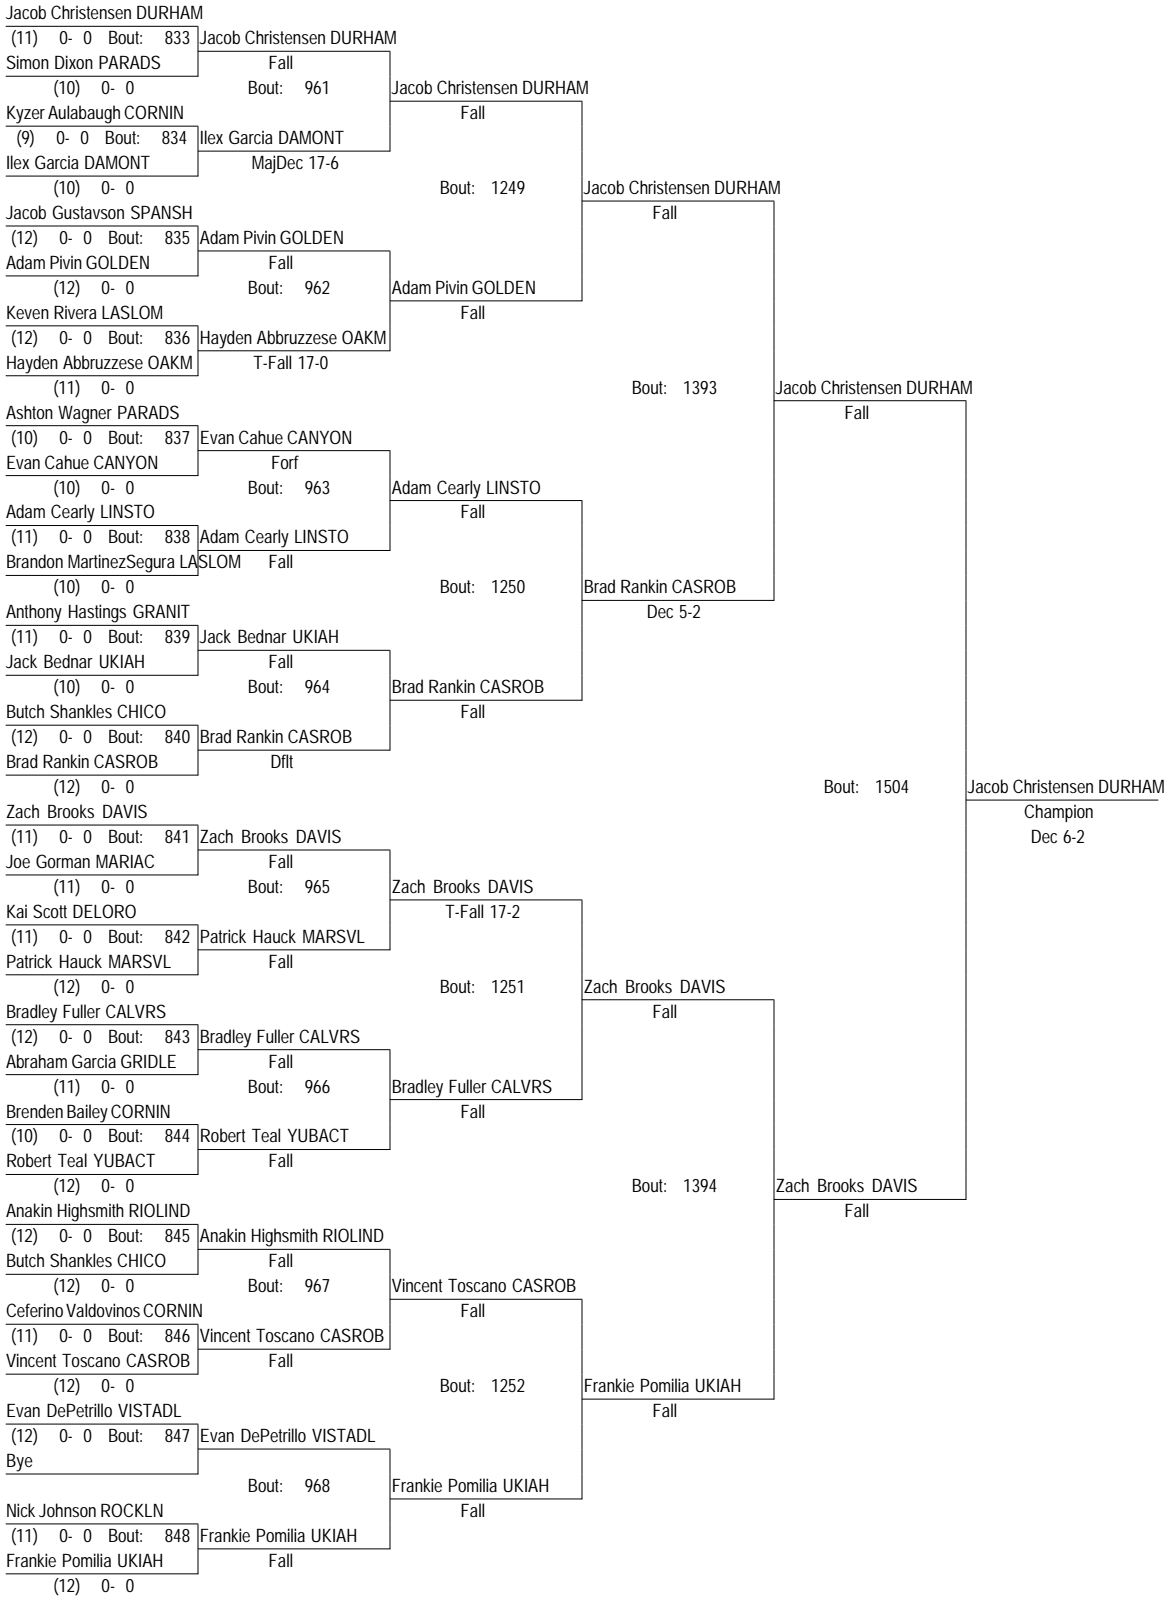 Jacob Christensen DURHAM
(11) 0- 0 Bout: 833 Jacob Christensen DURHAM
Simon Dixon PARADS Fall
(10) 0- 0 Bout: 961 Jacob Christensen DURHAM
Kyzer Aulabaugh CORNIN Fall
(9) 0- 0 Bout: 834 Ilex Garcia DAMONT
Ilex Garcia DAMONT MajDec 17-6
(10) 0- 0 Bout: 1249 Jacob Christensen DURHAM
Jacob Gustavson SPANSH Fall
(12) 0- 0 Bout: 835 Adam Pivin GOLDEN
Adam Pivin GOLDEN Fall
(12) 0- 0 Bout: 962 Adam Pivin GOLDEN
Keven Rivera LASLOM Fall
(12) 0- 0 Bout: 836 Hayden Abbruzzese OAKM
Hayden Abbruzzese OAKM T-Fall 17-0
(11) 0- 0 Bout: 1393 Jacob Christensen DURHAM
Ashton Wagner PARADS Fall
(10) 0- 0 Bout: 837 Evan Cahue CANYON
Evan Cahue CANYON Forf
(10) 0- 0 Bout: 963 Adam Cearly LINSTO
Adam Cearly LINSTO Fall
(11) 0- 0 Bout: 838 Adam Cearly LINSTO
Brandon MartinezSegura LASLOM Fall
(10) 0- 0 Bout: 1250 Brad Rankin CASROB
Anthony Hastings GRANIT Dec 5-2
(11) 0- 0 Bout: 839 Jack Bednar UKIAH
Jack Bednar UKIAH Fall
(10) 0- 0 Bout: 964 Brad Rankin CASROB
Butch Shankles CHICO Fall
(12) 0- 0 Bout: 840 Brad Rankin CASROB
Brad Rankin CASROB Dflt
(12) 0- 0 Bout: 1504 Jacob Christensen DURHAM
Zach Brooks DAVIS Champion
(11) 0- 0 Bout: 841 Zach Brooks DAVIS Dec 6-2
Joe Gorman MARIAC Fall
(11) 0- 0 Bout: 965 Zach Brooks DAVIS
Kai Scott DELORO T-Fall 17-2
(11) 0- 0 Bout: 842 Patrick Hauck MARSVL
Patrick Hauck MARSVL Fall
(12) 0- 0 Bout: 1251 Zach Brooks DAVIS
Bradley Fuller CALVRS Fall
(12) 0- 0 Bout: 843 Bradley Fuller CALVRS
Abraham Garcia GRIDLE Fall
(11) 0- 0 Bout: 966 Bradley Fuller CALVRS
Brenden Bailey CORNIN Fall
(10) 0- 0 Bout: 844 Robert Teal YUBACT
Robert Teal YUBACT Fall
(12) 0- 0 Bout: 1394 Zach Brooks DAVIS
Anakin Highsmith RIOLIND Fall
(12) 0- 0 Bout: 845 Anakin Highsmith RIOLIND
Butch Shankles CHICO Fall
(12) 0- 0 Bout: 967 Vincent Toscano CASROB
Ceferino Valdovinos CORNIN Fall
(11) 0- 0 Bout: 846 Vincent Toscano CASROB
Vincent Toscano CASROB Fall
(12) 0- 0 Bout: 1252 Frankie Pomilia UKIAH
Evan DePetrillo VISTADL Fall
(12) 0- 0 Bout: 847 Evan DePetrillo VISTADL
Bye
Bout: 968 Frankie Pomilia UKIAH
Nick Johnson ROCKLN Fall
(11) 0- 0 Bout: 848 Frankie Pomilia UKIAH
Frankie Pomilia UKIAH Fall
(12) 0- 0